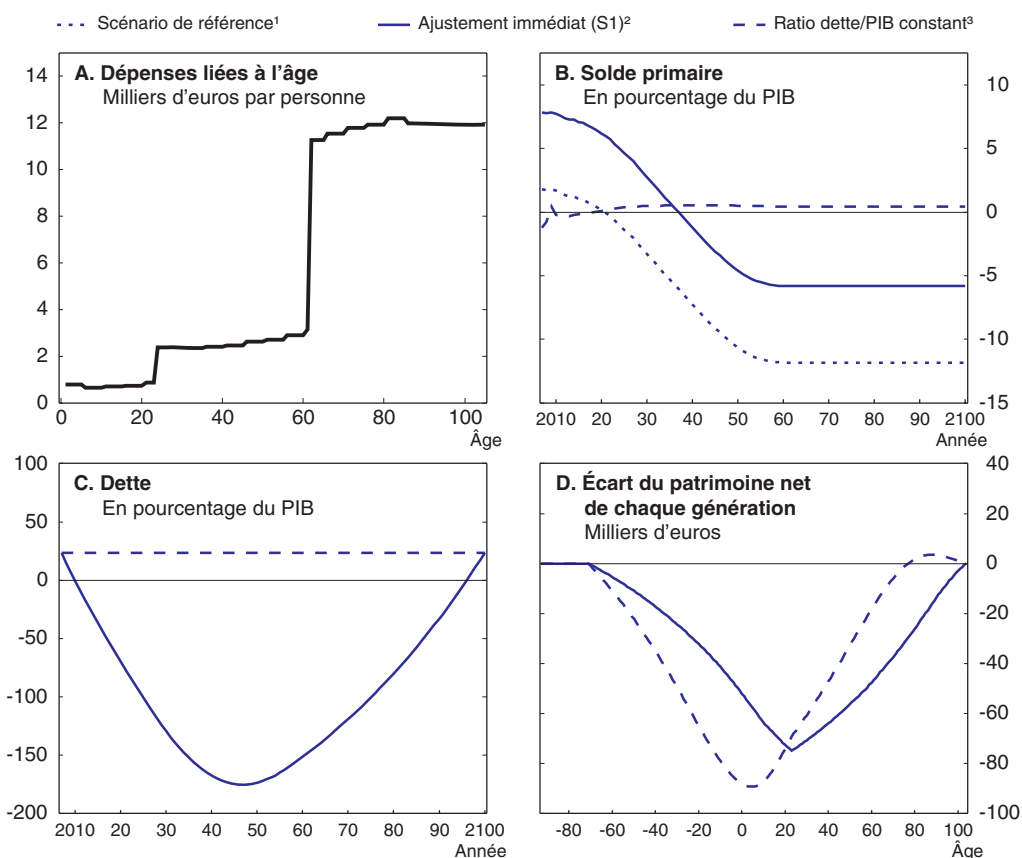 Scénario de référence¹ Ajustement immédiat (S1)² Ratio dette/PIB constant³
A. Dépenses liées à l'âge
Milliers d'euros par personne
14
12
10
8
6
4
2
0
0 20 40 60 80 100
Âge
B. Solde primaire
En pourcentage du PIB
10
5
0
-5
-10
-15
2010 20 30 40 50 60 70 80 90 2100
Année
C. Dette
En pourcentage du PIB
100
50
0
-50
-100
-150
-200
2010 20 30 40 50 60 70 80 90 2100
Année
D. Écart du patrimoine net
de chaque génération
Milliers d'euros
40
20
0
-20
-40
-60
-80
-100
-80 -60 -40 -20 0 20 40 60 80 100
Âge